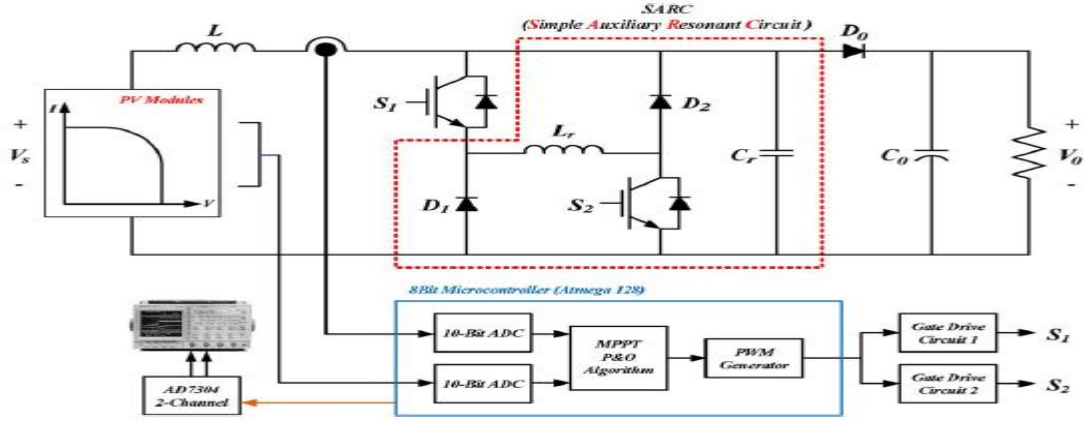 SARC
(Simple Auxiliary Resonant Circuit)
L
D0
PV Modules
I
V
+
Vs
-
S1
D2
Lr
D1
S2
Cr
C0
+
V0
-
8Bit Microcontroller (Atmega 128)
10-Bit ADC
10-Bit ADC
MPPT
P&O
Algorithm
PWM
Generator
Gate Drive
Circuit 1
S1
Gate Drive
Circuit 2
S2
AD7304
2-Channel